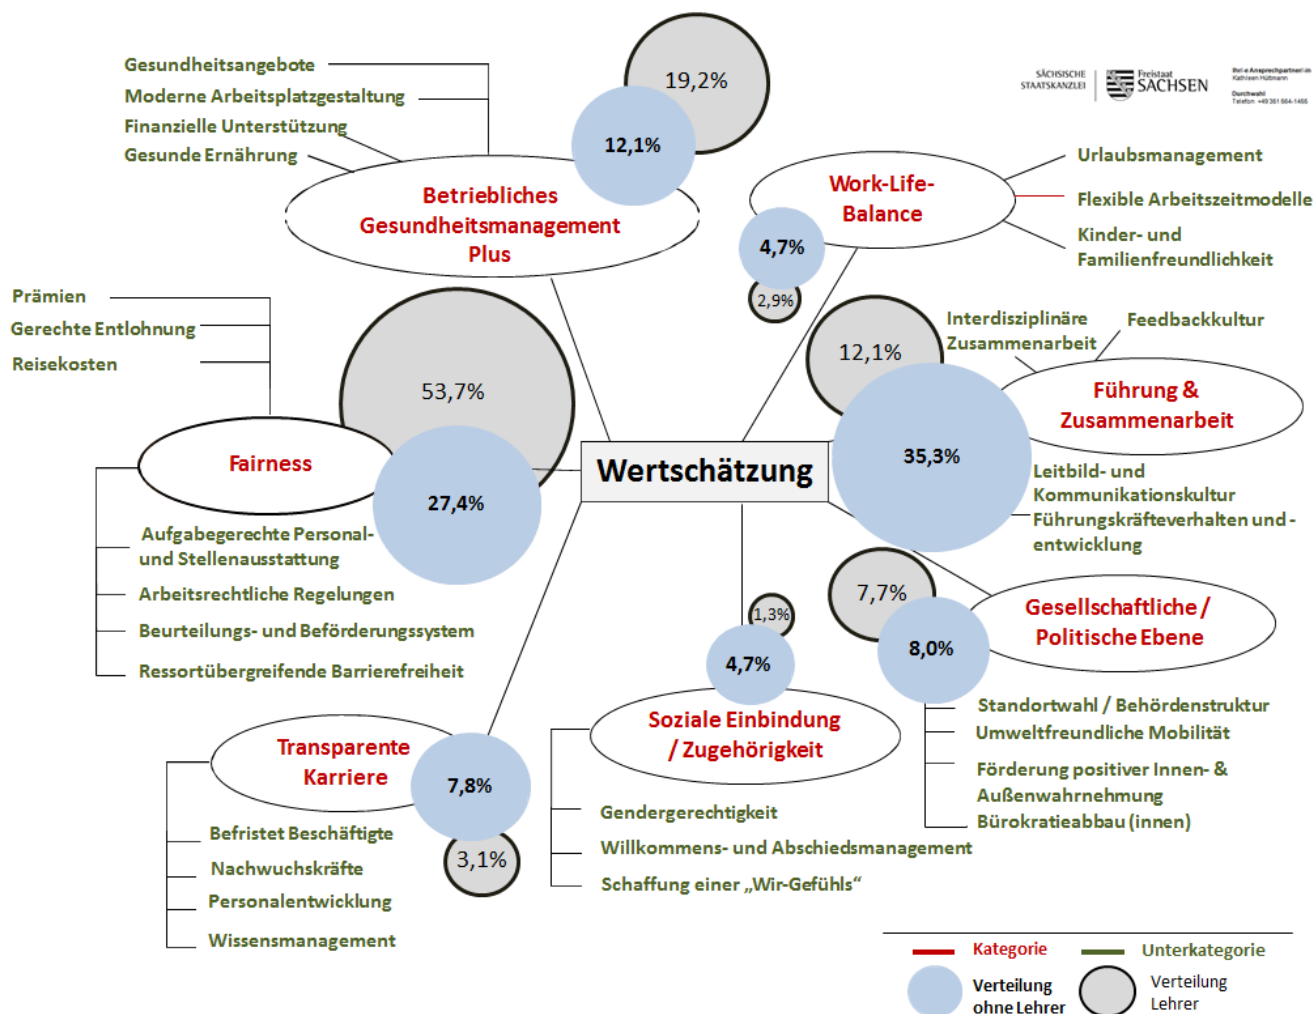 Gesundheitsangebote
Moderne Arbeitsplatzgestaltung
Finanzielle Unterstützung
Gesunde Ernährung
19,2%
12,1%
Betriebliches
Gesundheitsmanagement
Plus
SÄCHSISCHE
STAATSKANZLEI
Freistaat
SACHSEN
Ihr/-e Ansprechpartner/-in
Kathleen Hübmann
Durchwahl
Work-Life-
Balance
4,7%
2,9%
Urlaubsmanagement
Flexible Arbeitszeitmodelle
Kinder- und
Familienfreundlichkeit
Prämien
Gerechte Entlohnung
Reisekosten
53,7%
Fairness
27,4%
Aufgabegerechte Personal-
und Stellenausstattung
Arbeitsrechtliche Regelungen
Beurteilungs- und Beförderungssystem
Ressortübergreifende Barrierefreiheit
Wertschätzung
12,1%
35,3%
Interdisziplinäre
Zusammenarbeit
Feedbackkultur
Führung &
Zusammenarbeit
Leitbild- und
Kommunikationskultur
Führungskräfteverhalten und -
entwicklung
7,7%
8,0%
Gesellschaftliche /
Politische Ebene
Standortwahl / Behördenstruktur
Umweltfreundliche Mobilität
Förderung positiver Innen- &
Außenwahrnehmung
Bürokratieabbau (innen)
1,3%
4,7%
Soziale Einbindung
/ Zugehörigkeit
Gendergerechtigkeit
Willkommens- und Abschiedsmanagement
Schaffung einer „Wir-Gefühls“
Transparente
Karriere
7,8%
3,1%
Befristet Beschäftigte
Nachwuchskräfte
Personalentwicklung
Wissensmanagement
Kategorie
Unterkategorie
Verteilung
ohne Lehrer
Verteilung
Lehrer